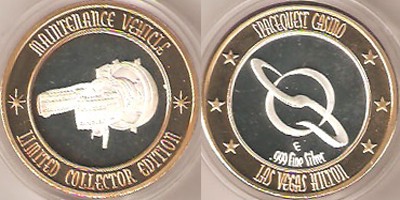 MAINTENANCE VEHICLE
LIMITED COLLECTOR EDITION
SPACEQUEST CASINO
E
.999 Fine Silver
LAS VEGAS HILTON